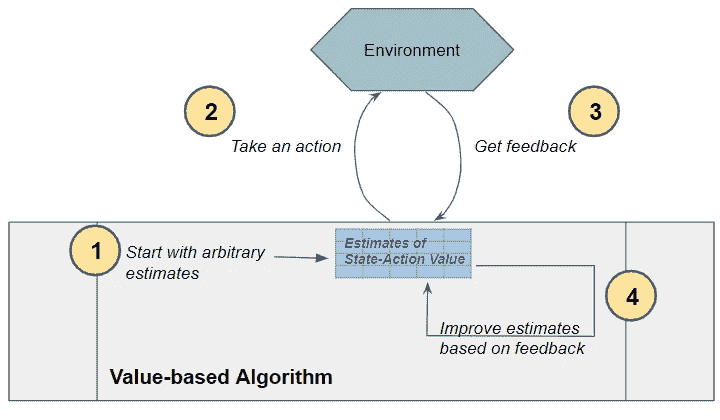 Environment
2
3
Take an action
Get feedback
1
Start with arbitrary
estimates
Estimates of
State-Action Value
4
Improve estimates
based on feedback
Value-based Algorithm